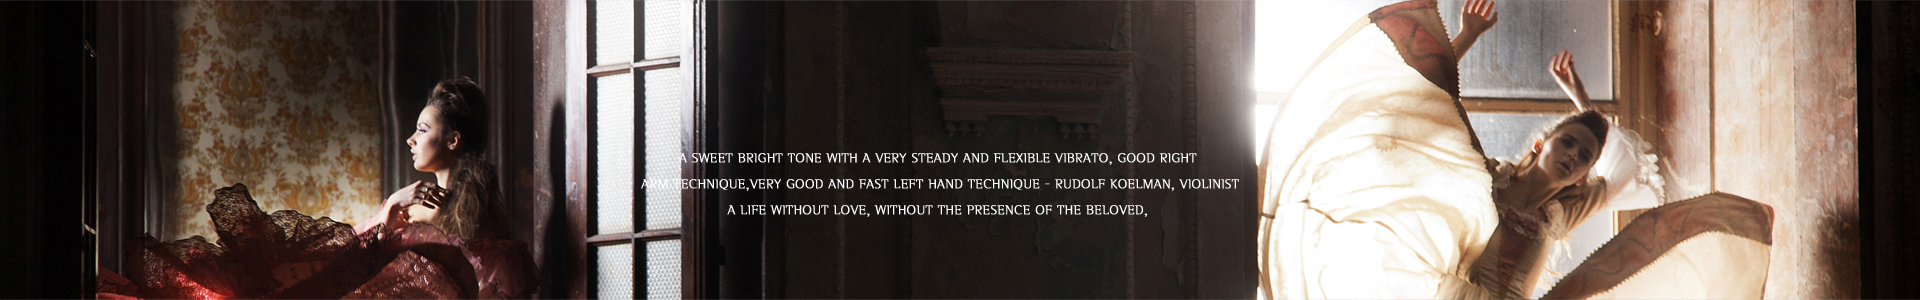 A SWEET BRIGHT TONE WITH A VERY STEADY AND FLEXIBLE VIBRATO, GOOD RIGHT
ARM TECHNIQUE,VERY GOOD AND FAST LEFT HAND TECHNIQUE - RUDOLF KOELMAN, VIOLINIST
A LIFE WITHOUT LOVE, WITHOUT THE PRESENCE OF THE BELOVED,